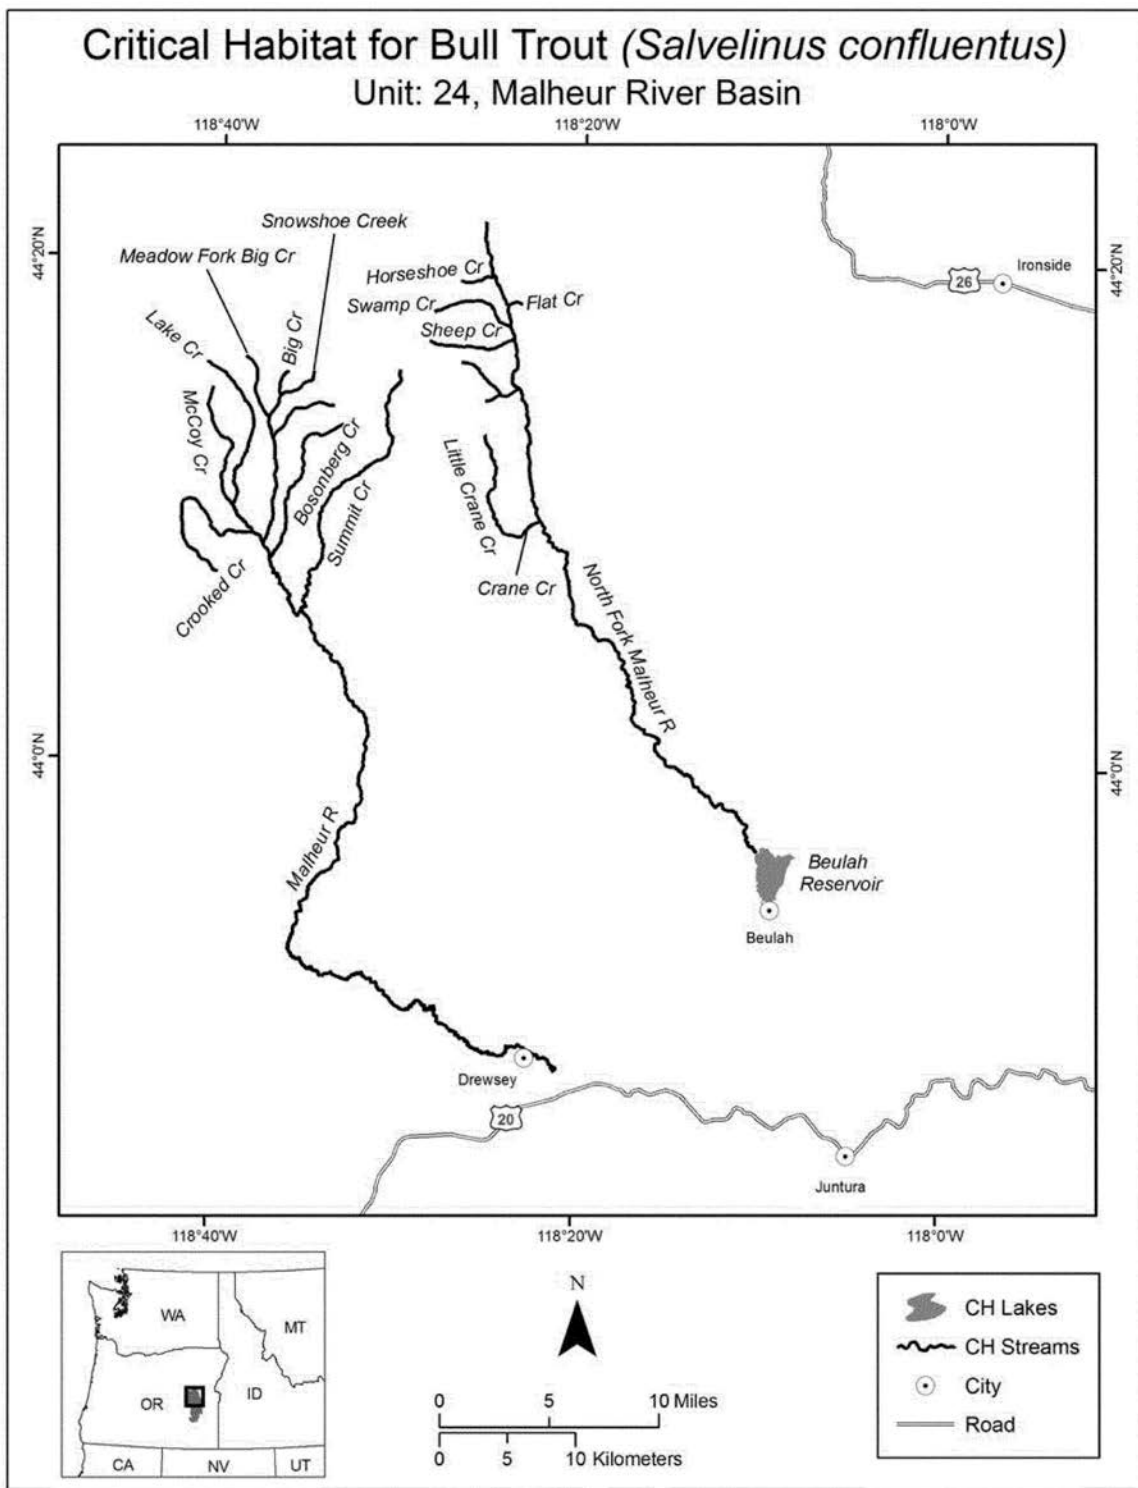 Critical Habitat for Bull Trout (Salvelinus confluentus)
Unit: 24, Malheur River Basin
118°40'W
118°20'W
118°0'W
44°20'N
44°20'N
Snowshoe Creek
Meadow Fork Big Cr
Horseshoe Cr
Ironside
26
Lake Cr
Big Cr
Swamp Cr
Flat Cr
Sheep Cr
McCoy Cr
Bosonberg Cr
Summit Cr
Little Crane Cr
Crooked Cr
Crane Cr
North Fork Malheur R
44°0'N
44°0'N
Malheur R
Beulah
Reservoir
Beulah
Drewsey
20
Juntura
118°40'W
118°20'W
118°0'W
WA
MT
OR
ID
CA
NV
UT
N
0
5
10 Miles
0
5
10 Kilometers
CH Lakes
CH Streams
City
Road